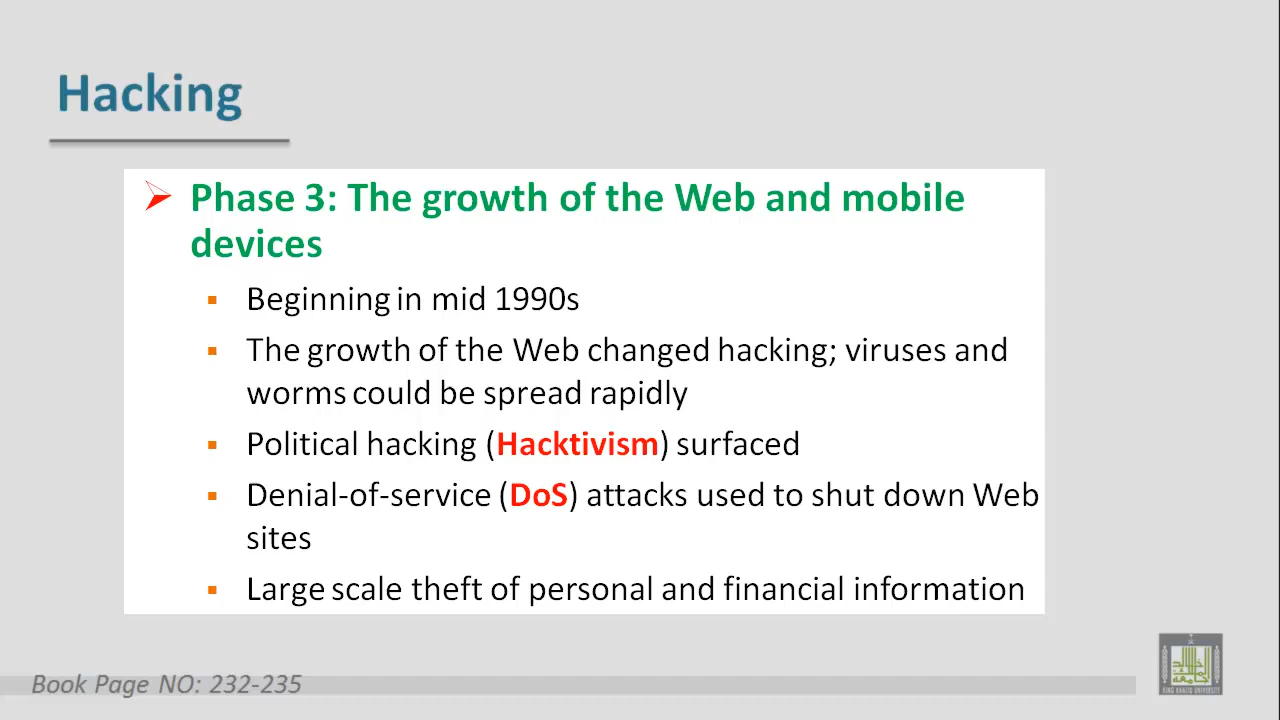 Hacking
Phase 3: The growth of the Web and mobile
devices
Beginning in mid 1990s
The growth of the Web changed hacking; viruses and
worms could be spread rapidly
Political hacking (Hacktivism) surfaced
Denial-of-service (DoS) attacks used to shut down Web
sites
Large scale theft of personal and financial information
Book Page NO: 232-235
KING KHALID UNIVERSITY